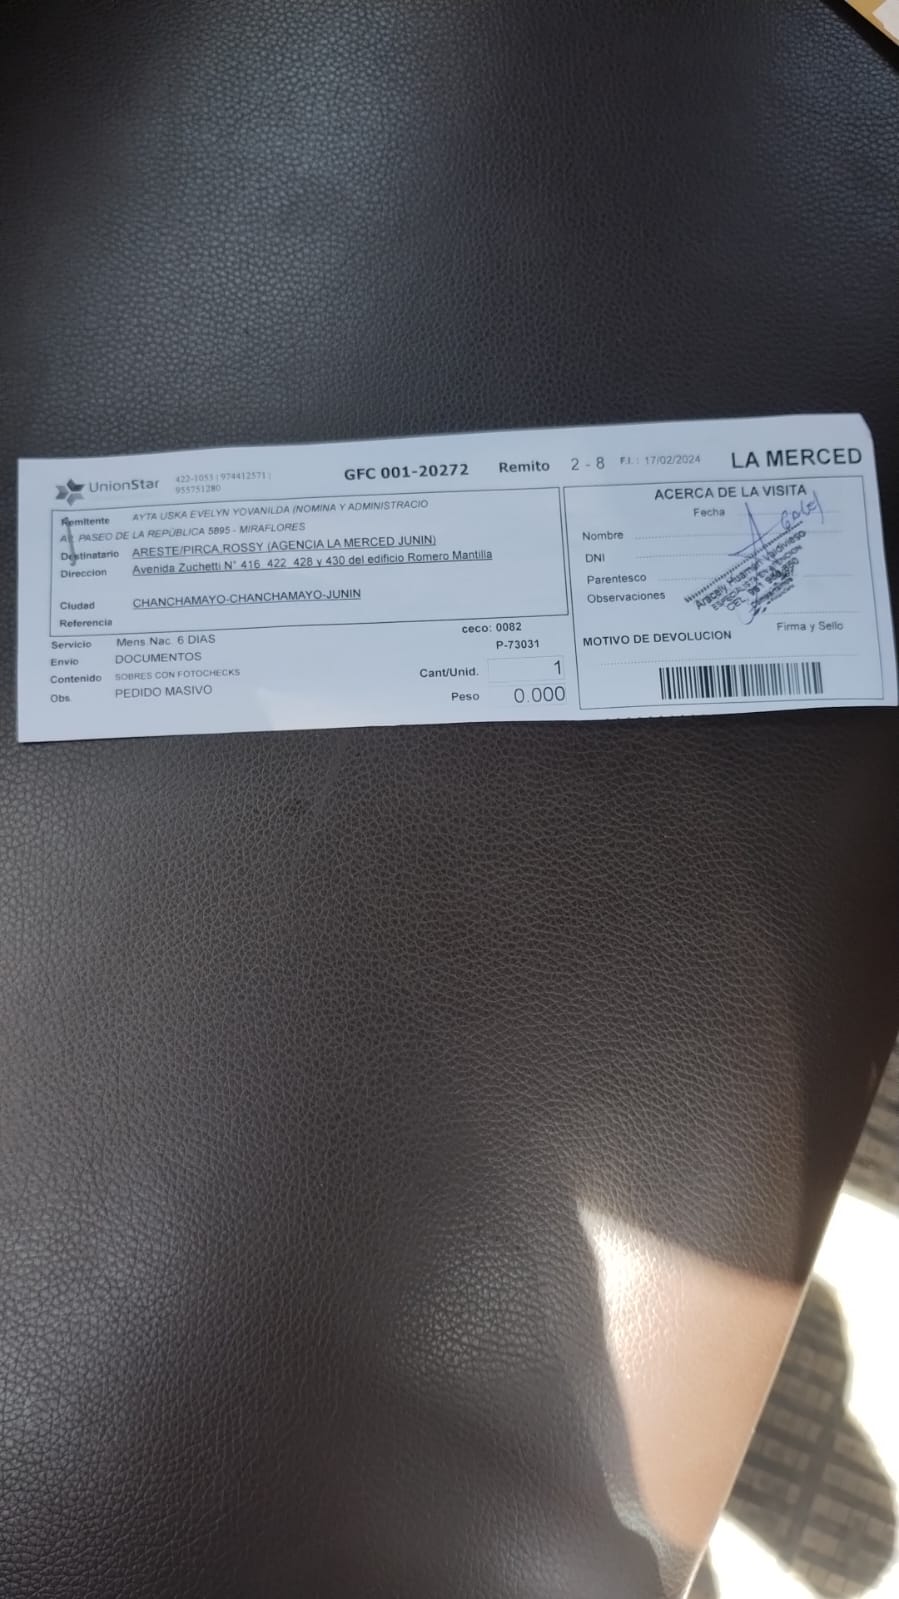 UnionStar
422-1053 | 974412571 |
955751280
GFC 001-20272 Remito 2 - 8 F.I.: 17/02/2024 LA MERCED
Remitente AYTA USKA EVELYN YOVANILDA (NOMINA Y ADMINISTRACIO
AV. PASEO DE LA REPÚBLICA 5895 - MIRAFLORES
Destinatario ARESTE/PIRCA,ROSSY (AGENCIA LA MERCED JUNIN)
Direccion Avenida Zuchetti N° 416 422 428 y 430 del edificio Romero Mantilla
Ciudad CHANCHAMAYO-CHANCHAMAYO-JUNIN
Referencia
Servicio Mens.Nac. 6 DIAS
Envio DOCUMENTOS
Contenido SOBRES CON FOTOCHECKS
Obs. PEDIDO MASIVO
ceco: 0082
P-73031
Cant/Unid. 1
Peso 0.000
ACERCA DE LA VISITA
Fecha
Nombre
DNI
Parentesco
Observaciones
Aracely Huamán Valdivieso
Firma y Sello
MOTIVO DE DEVOLUCION